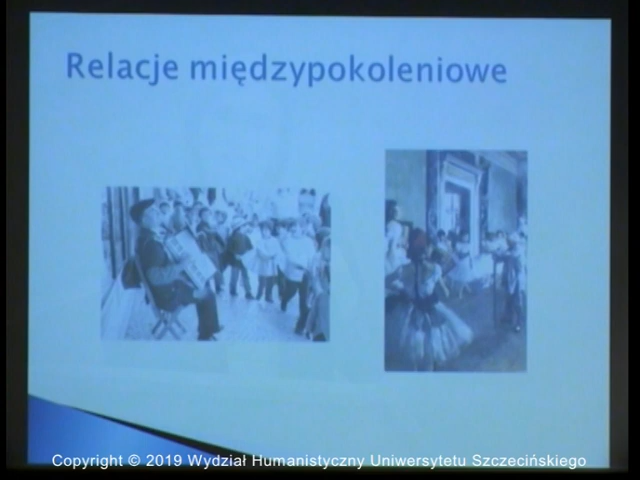 Relacje międzypokoleniowe
Copyright © 2019 Wydział Humanistyczny Uniwersytetu Szczecińskiego